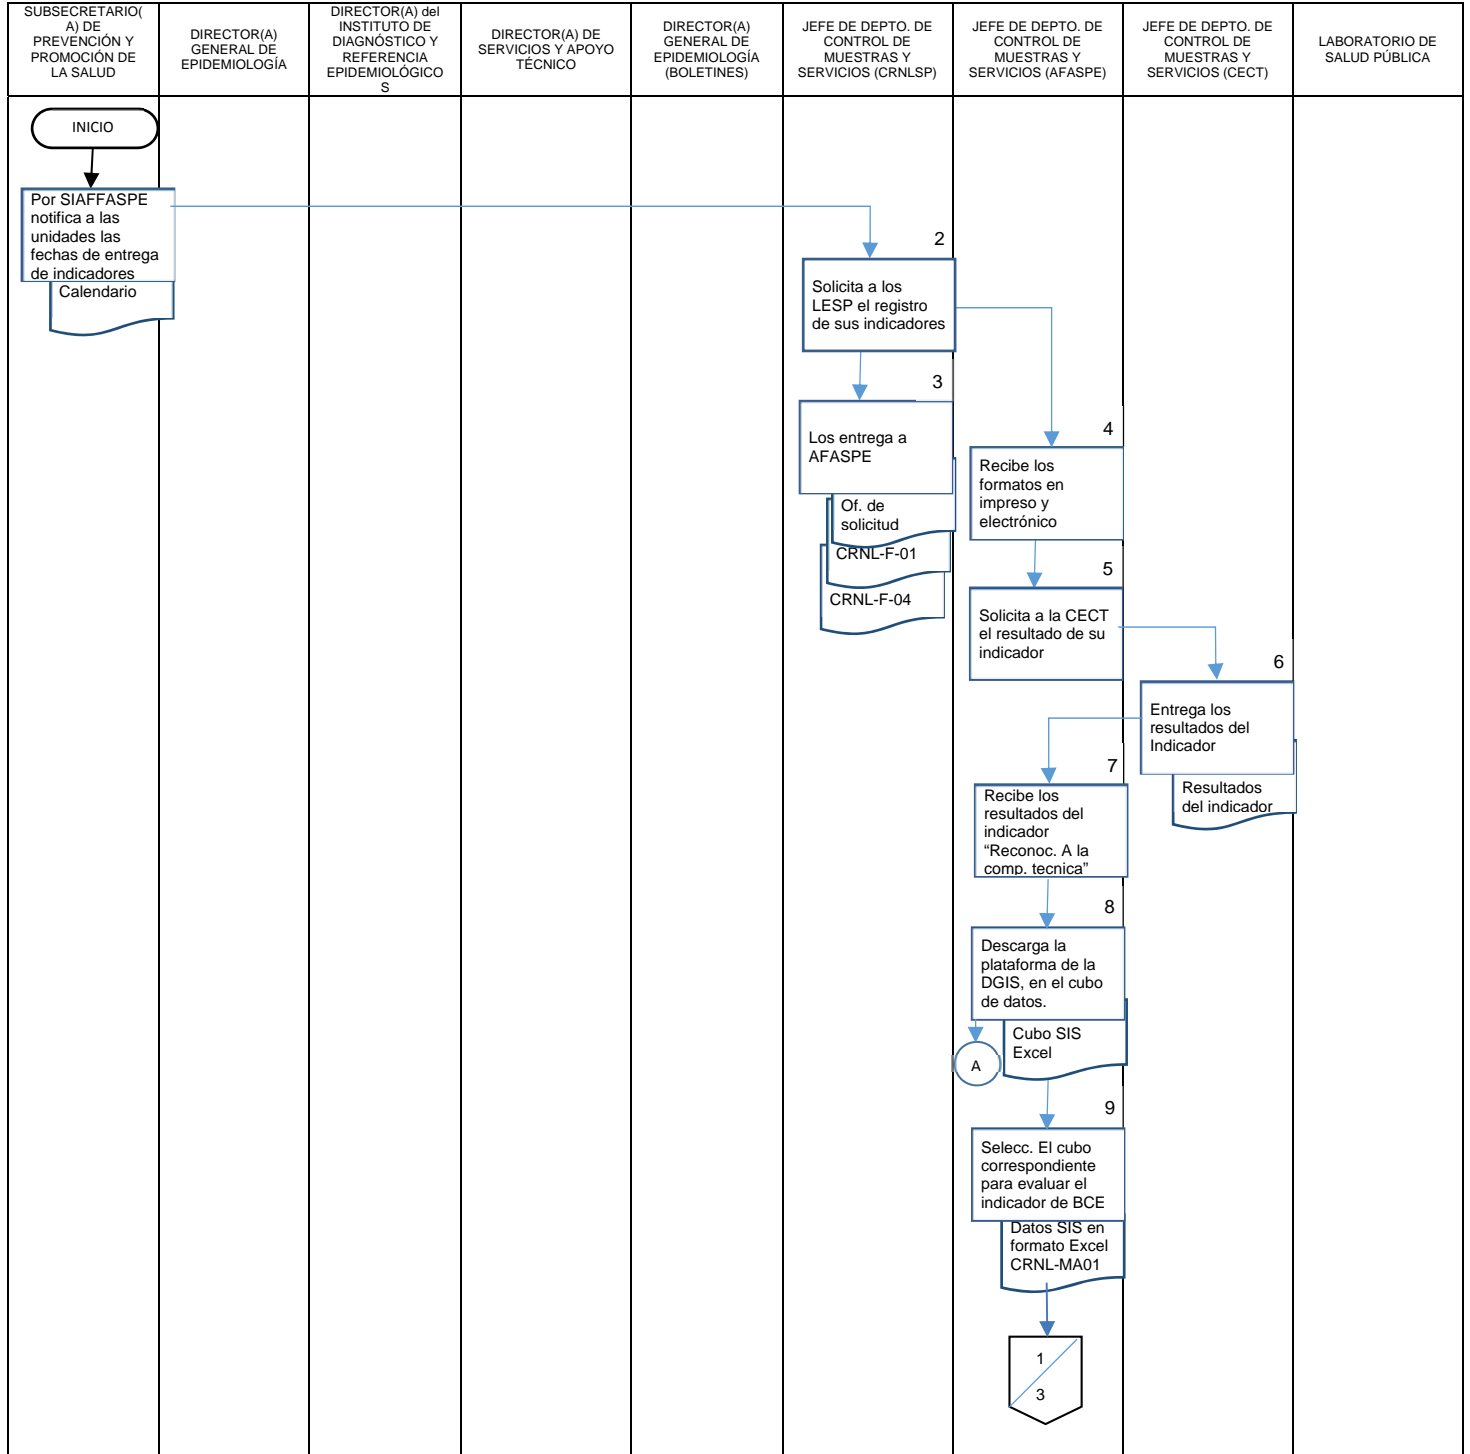 SUBSECRETARIO(
A) DE
PREVENCIÓN Y
PROMOCIÓN DE
LA SALUD
DIRECTOR(A)
GENERAL DE
EPIDEMIOLOGÍA
DIRECTOR(A) del
INSTITUTO DE
DIAGNÓSTICO Y
REFERENCIA
EPIDEMIOLÓGICO
S
DIRECTOR(A) DE
SERVICIOS Y APOYO
TÉCNICO
DIRECTOR(A)
GENERAL DE
EPIDEMIOLOGÍA
(BOLETINES)
JEFE DE DEPTO. DE
CONTROL DE
MUESTRAS Y
SERVICIOS (CRNLSP)
JEFE DE DEPTO. DE
CONTROL DE
MUESTRAS Y
SERVICIOS (AFASPE)
JEFE DE DEPTO. DE
CONTROL DE
MUESTRAS Y
SERVICIOS (CECT)
LABORATORIO DE
SALUD PÚBLICA
INICIO
Por SIAFFASPE
notifica a las
unidades las
fechas de entrega
de indicadores
Calendario
2
Solicita a los
LESP el registro
de sus indicadores
3
Los entrega a
AFASPE
Of. de
solicitud
CRNL-F-01
CRNL-F-04
4
Recibe los
formatos en
impreso y
electrónico
5
Solicita a la CECT
el resultado de su
indicador
6
Entrega los
resultados del
Indicador
Resultados
del indicador
7
Recibe los
resultados del
indicador
“Reconoc. A la
comp. tecnica”
8
Descarga la
plataforma de la
DGIS, en el cubo
de datos.
Cubo SIS
Excel
A
9
Selecc. El cubo
correspondiente
para evaluar el
indicador de BCE
Datos SIS en
formato Excel
CRNL-MA01
1
3